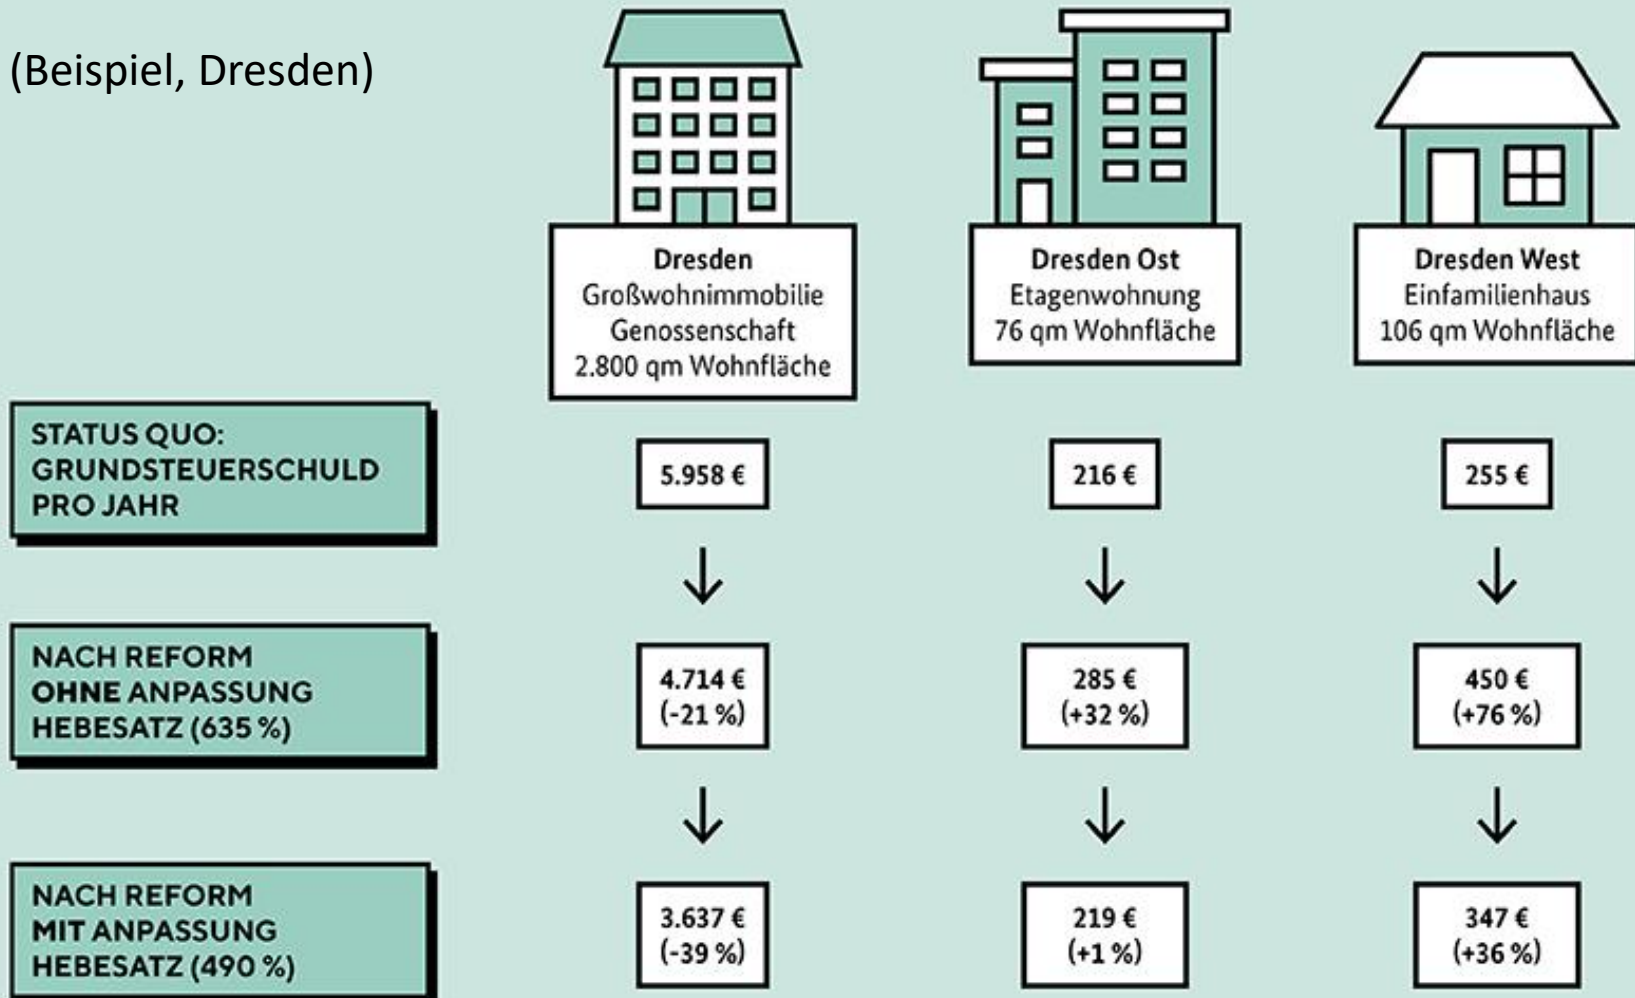 (Beispiel, Dresden)
Dresden
Großwohnimmobilie
Genossenschaft
2.800 qm Wohnfläche
Dresden Ost
Etagenwohnung
76 qm Wohnfläche
Dresden West
Einfamilienhaus
106 qm Wohnfläche
STATUS QUO:
GRUNDSTEUERSCHULD
PRO JAHR
5.958 €
216 €
255 €
NACH REFORM
OHNE ANPASSUNG
HEBESATZ (635 %)
4.714 €
(-21 %)
285 €
(+32 %)
450 €
(+76 %)
NACH REFORM
MIT ANPASSUNG
HEBESATZ (490 %)
3.637 €
(-39 %)
219 €
(+1 %)
347 €
(+36 %)